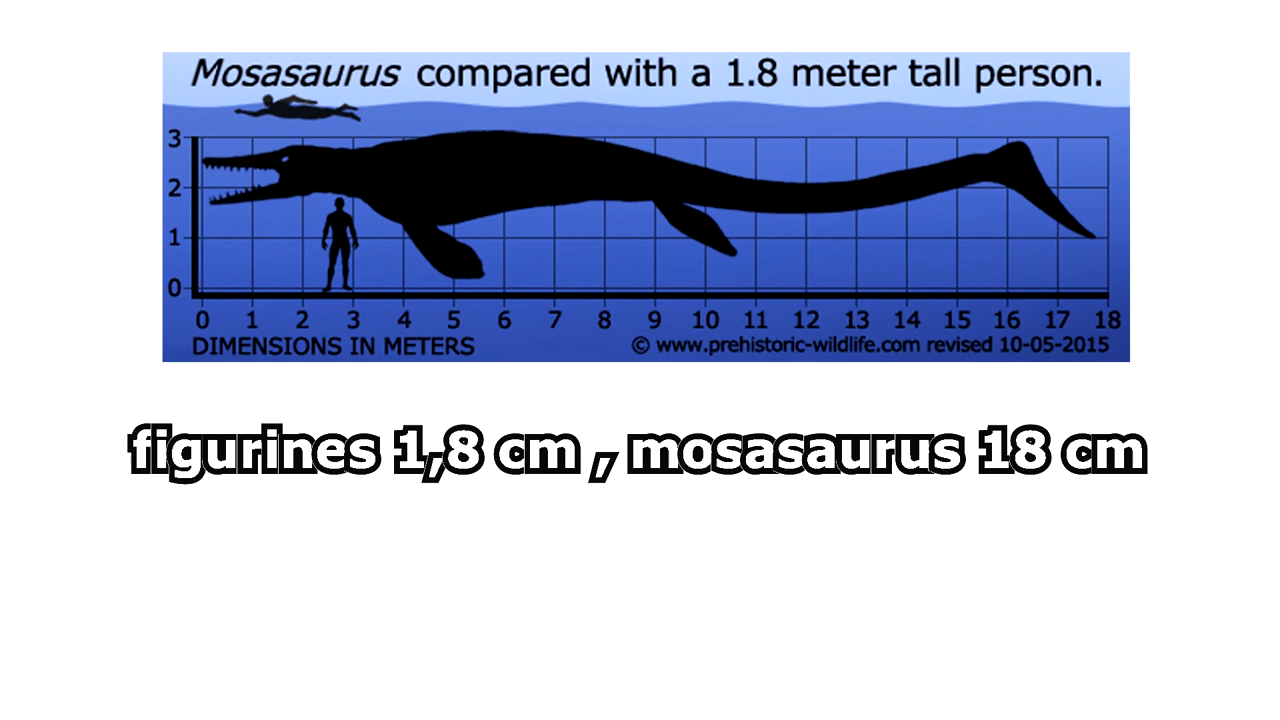 Mosasaurus compared with a 1.8 meter tall person.
3
2
1
0
0 1 2 3 4 5 6 7 8 9 10 11 12 13 14 15 16 17 18
DIMENSIONS IN METERS © www.prehistoric-wildlife.com revised 10-05-2015
figurines 1,8 cm , mosasaurus 18 cm